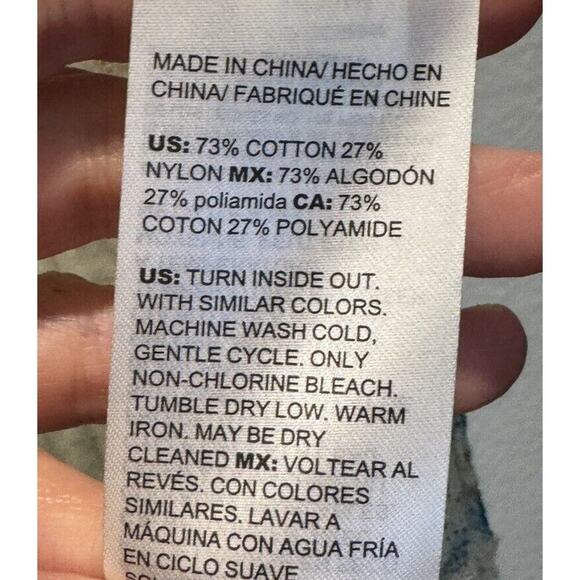 MADE IN CHINA/ HECHO EN
CHINA/ FABRIQUÉ EN CHINE
US: 73% COTTON 27%
NYLON MX: 73% ALGODÓN
27% poliamida CA: 73%
COTON 27% POLYAMIDE
US: TURN INSIDE OUT.
WITH SIMILAR COLORS.
MACHINE WASH COLD,
GENTLE CYCLE. ONLY
NON-CHLORINE BLEACH.
TUMBLE DRY LOW. WARM
IRON. MAY BE DRY
CLEANED MX: VOLTEAR AL
REVÉS. CON COLORES
SIMILARES. LAVAR A
MÁQUINA CON AGUA FRÍA
EN CICLO SUAVE